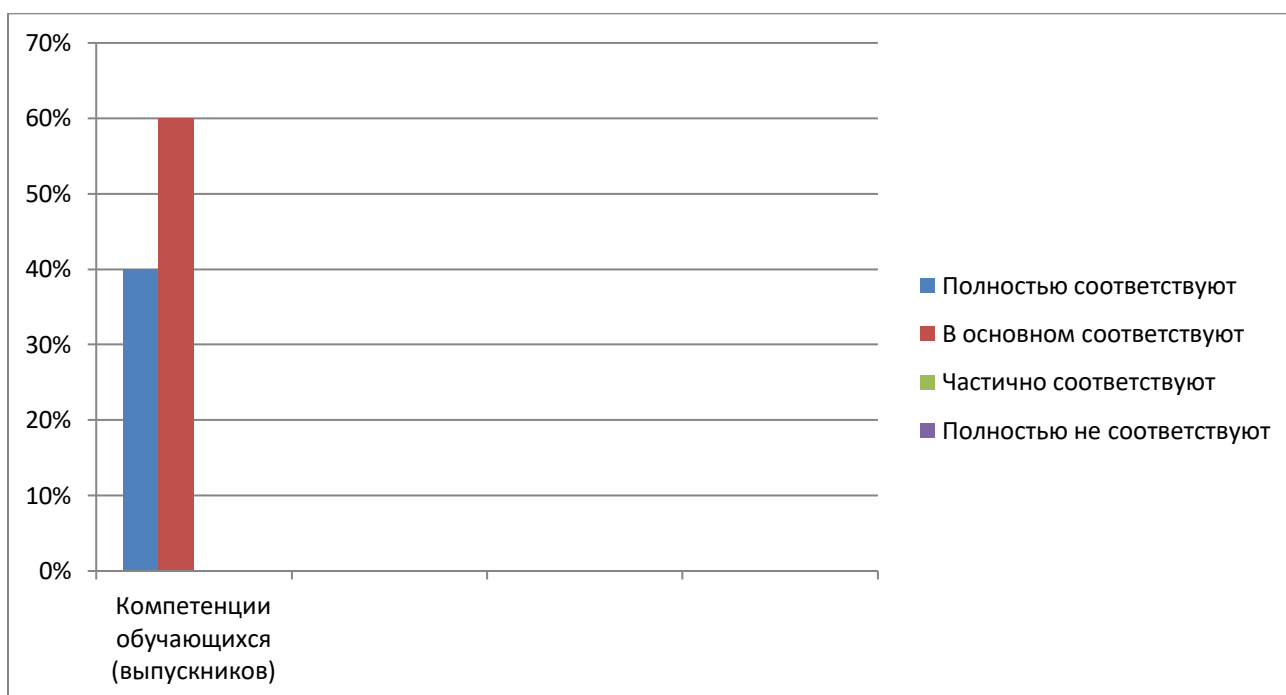 70%
60%
50%
40%
30%
20%
10%
0%
Компетенции
обучающихся
(выпускников)
Полностью соответствуют
В основном соответствуют
Частично соответствуют
Полностью не соответствуют